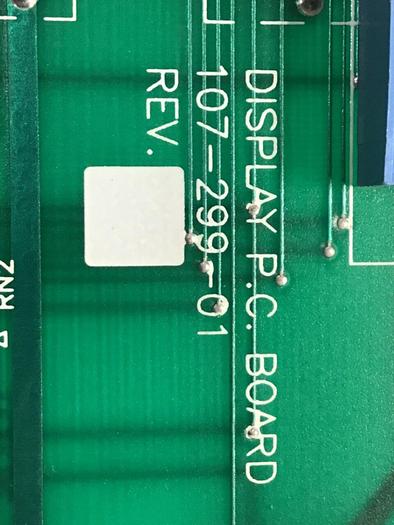 DISPLAY P.C. BOARD
107-299-01
REV.
RN2